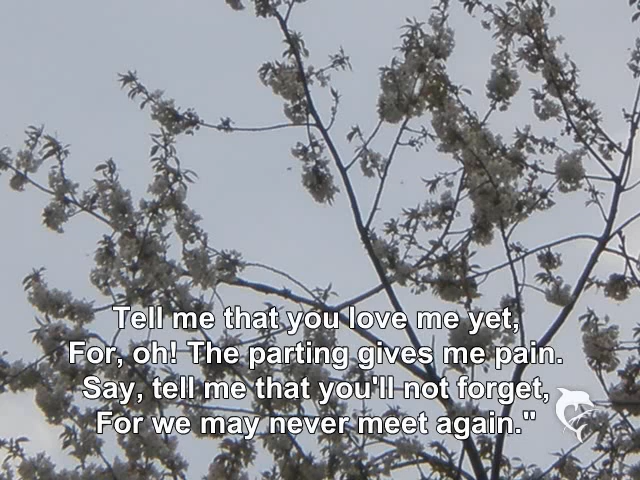 Tell me that you love me yet,
For, oh! The parting gives me pain.
Say, tell me that you'll not forget,
For we may never meet again."